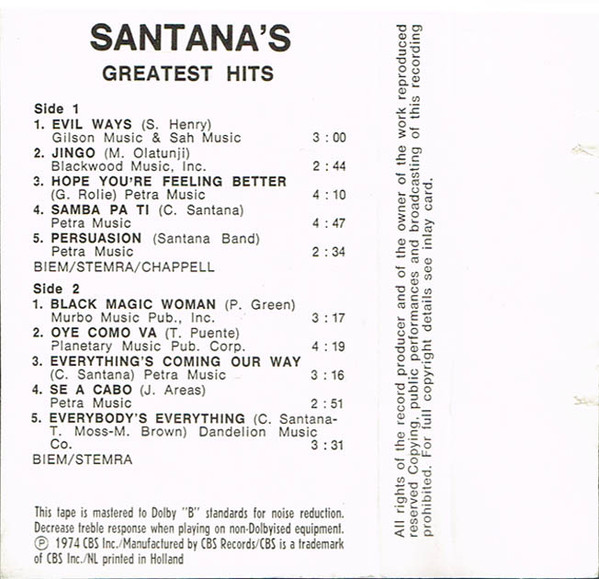 SANTANA'S
GREATEST HITS
Side 1
1. EVIL WAYS (S. Henry)
Gilson Music & Sah Music 3 : 00
2. JINGO (M. Olatunji)
Blackwood Music, Inc. 2 : 44
3. HOPE YOU'RE FEELING BETTER
(G. Rolie) Petra Music 4 : 10
4. SAMBA PA TI (C. Santana)
Petra Music 4 : 47
5. PERSUASION (Santana Band)
Petra Music 2 : 34
BIEM/STEMRA/CHAPPELL
Side 2
1. BLACK MAGIC WOMAN (P. Green)
Murbo Music Pub., Inc. 3 : 17
2. OYE COMO VA (T. Puente)
Planetary Music Pub. Corp. 4 : 19
3. EVERYTHING'S COMING OUR WAY
(C. Santana) Petra Music 3 : 16
4. SE A CABO (J. Areas)
Petra Music 2 : 51
5. EVERYBODY'S EVERYTHING (C. Santana-
T. Moss-M. Brown) Dandelion Music
Co. 3 : 31
BIEM/STEMRA
This tape is mastered to Dolby "B" standards for noise reduction.
Decrease treble response when playing on non-Dolbyised equipment.
℗ 1974 CBS Inc./Manufactured by CBS Records/CBS is a trademark
of CBS Inc./NL printed in Holland
All rights of the record producer and of the owner of the work reproduced
reserved Copying, public performances and broadcasting of this recording
prohibited. For full copyright details see inlay card.